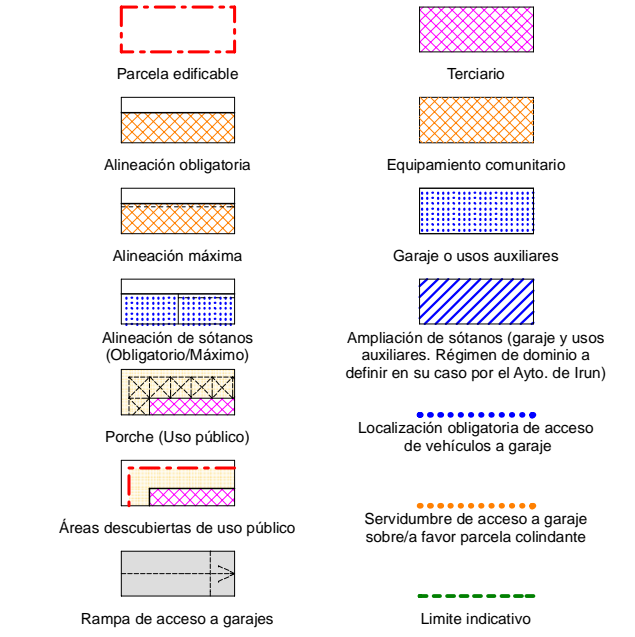 Parcela edificable
Terciario
Alineación obligatoria
Equipamiento comunitario
Alineación máxima
Garaje o usos auxiliares
Alineación de sótanos
(Obligatorio/Máximo)
Ampliación de sótanos (garaje y usos
auxiliares. Régimen de dominio a
definir en su caso por el Ayto. de Irun)
Porche (Uso público)
Localización obligatoria de acceso
de vehículos a garaje
Áreas descubiertas de uso público
Servidumbre de acceso a garaje
sobre/a favor parcela colindante
Rampa de acceso a garajes
Limite indicativo